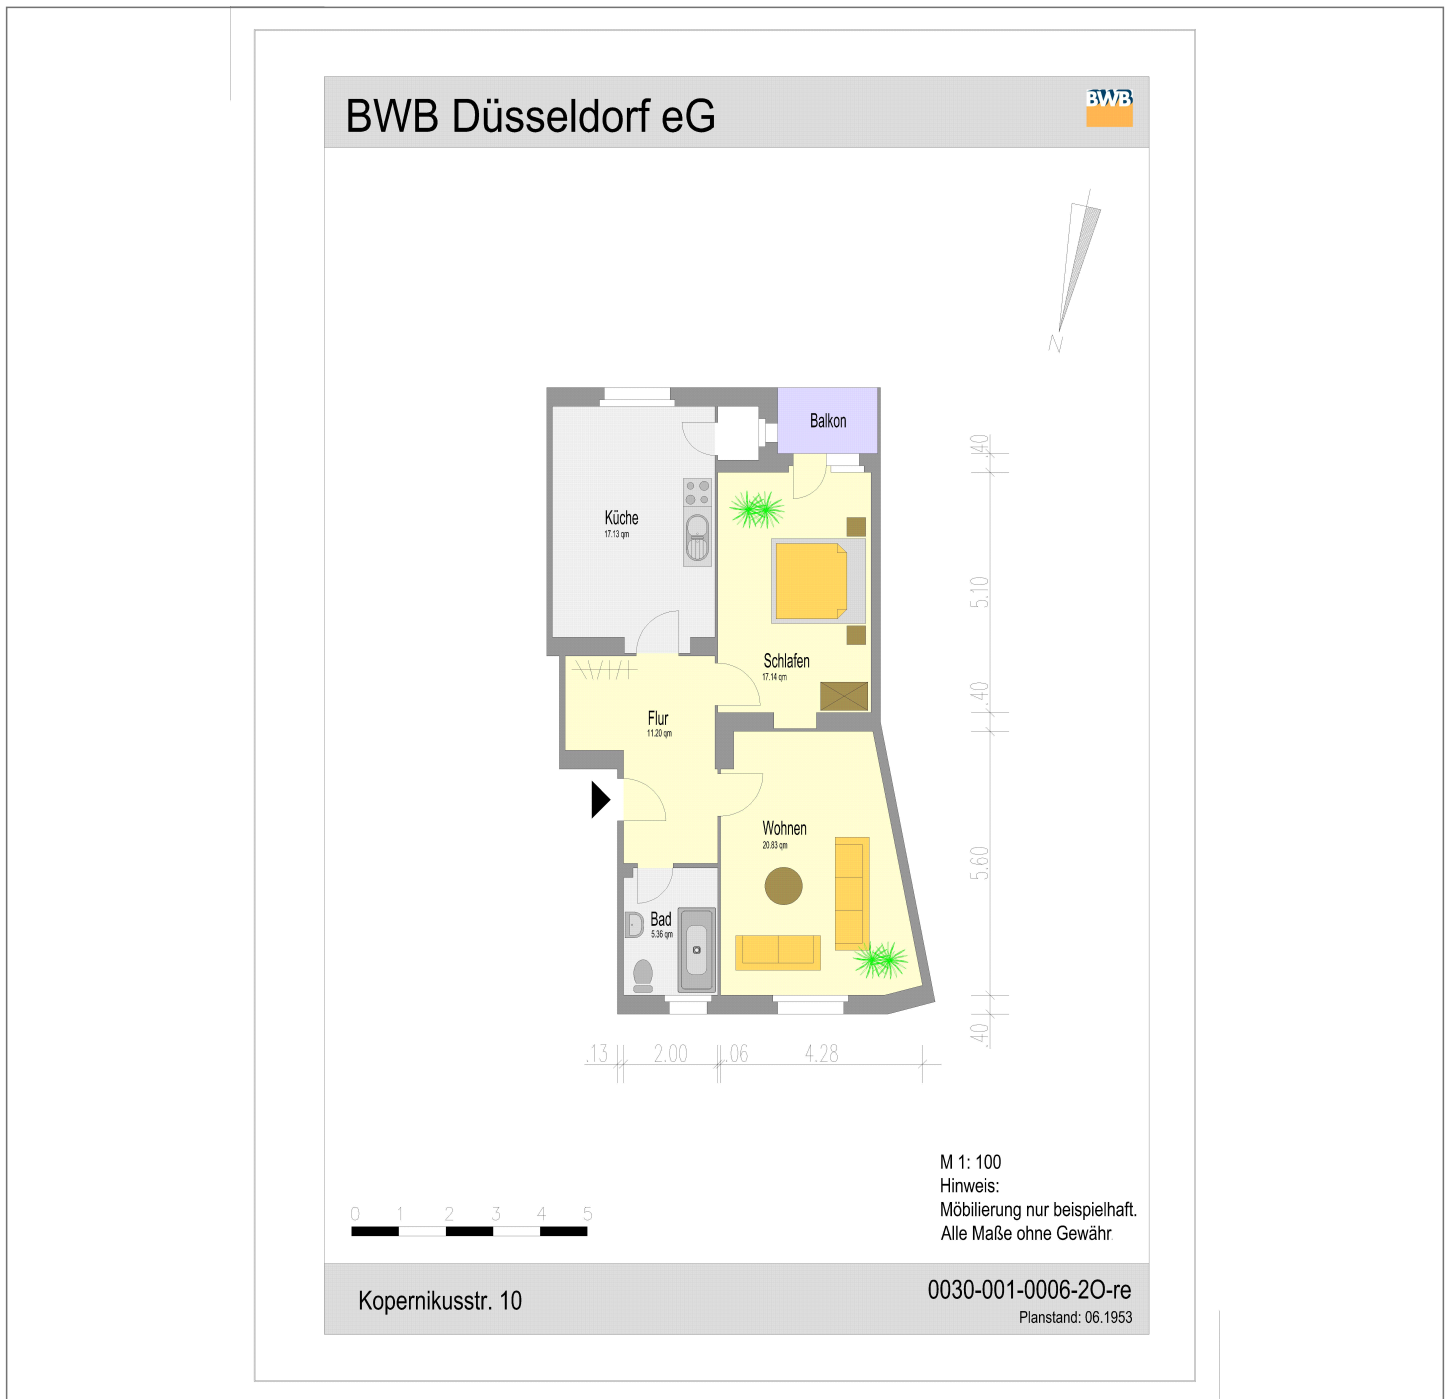 BWB Düsseldorf eG
BWB
N
Balkon
Küche
17.13 qm
Schlafen
17.14 qm
Flur
11.20 qm
Wohnen
20.83 qm
Bad
5.36 qm
.40
5.10
.40
5.60
.40
.13 2.00 .06 4.28
M 1: 100
Hinweis:
Möbilierung nur beispielhaft.
Alle Maße ohne Gewähr.
0 1 2 3 4 5
Kopernikusstr. 10
0030-001-0006-2O-re
Planstand: 06.1953